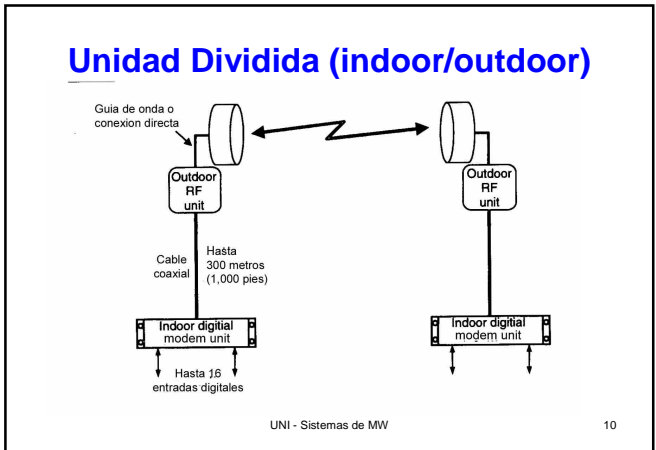 Unidad Dividida (indoor/outdoor)
Guia de onda o
conexion directa
Outdoor
RF
unit
Outdoor
RF
unit
Cable
coaxial
Hasta
300 metros
(1,000 pies)
Indoor digitial
modem unit
Indoor digitial
modem unit
Hasta 16
entradas digitales
UNI - Sistemas de MW
10